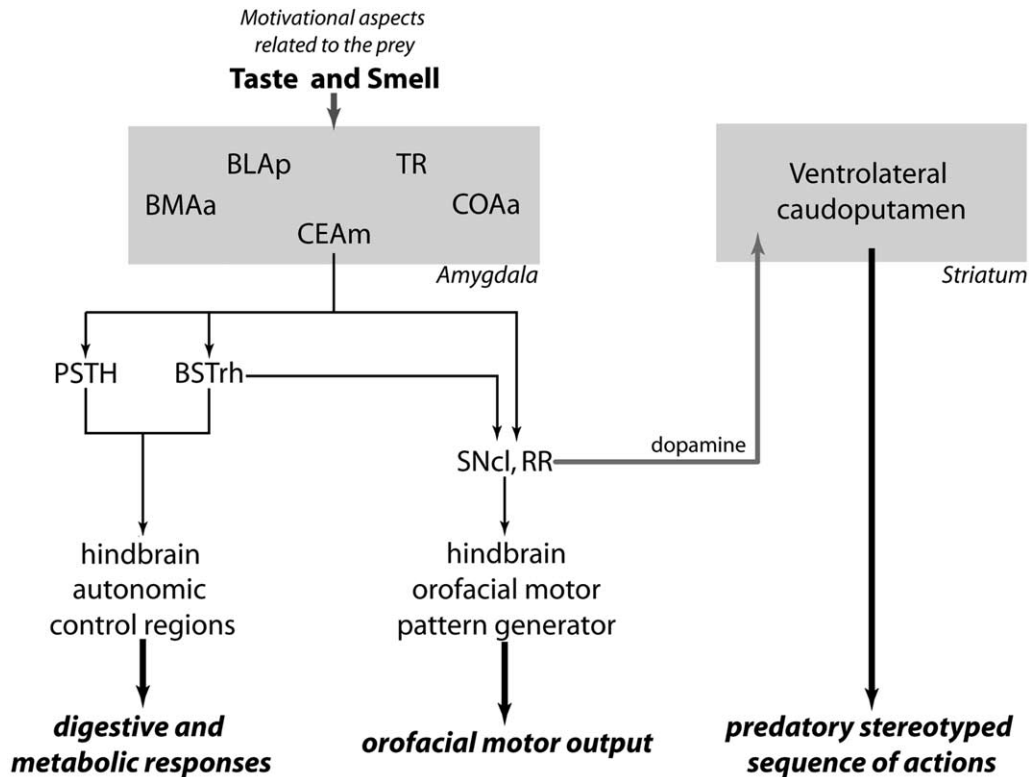 Motivational aspects
related to the prey
Taste and Smell
BLAp
TR
BMAa
COAa
CEAm
Amygdala
Ventrolateral
caudoputamen
Striatum
PSTH
BSTrh
SNcl, RR
dopamine
hindbrain
autonomic
control regions
hindbrain
orofacial motor
pattern generator
digestive and
metabolic responses
orofacial motor output
predatory stereotyped
sequence of actions